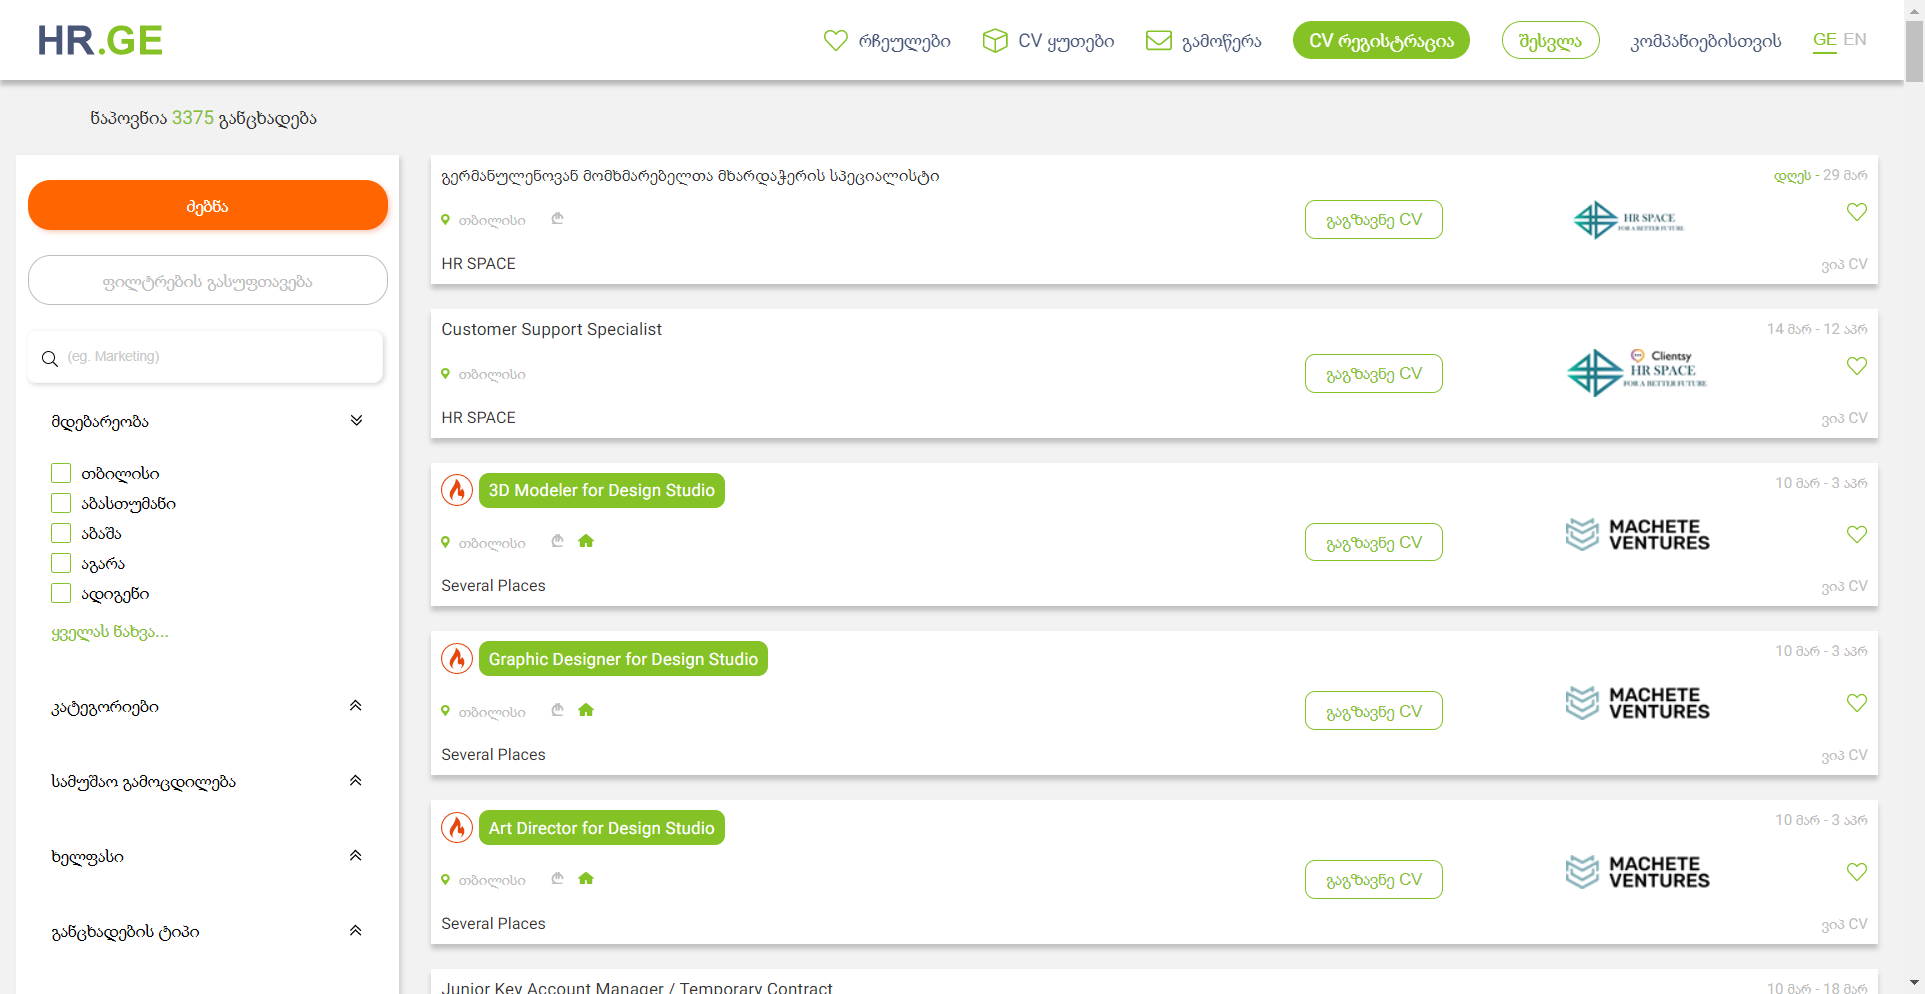 HR.GE
რჩეულები
CV ყუთები
გამოწერა
CV რეგისტრაცია
შესვლა
კომპანიებისთვის
GE EN
ნაპოვნია 3375 განცხადება
ძებნა
ფილტრების გასუფთავება
(eg. Marketing)
მდებარეობა
თბილისი
აბასთუმანი
აბაშა
აგარა
ადიგენი
ყველას ნახვა...
კატეგორიები
სამუშაო გამოცდილება
ხელფასი
განცხადების ტიპი
გერმანულენოვან მომხმარებელთა მხარდაჭერის სპეციალისტი
დღეს - 29 მარ
თბილისი
გაგზავნე CV
HR SPACE
FOR A BETTER FUTURE
HR SPACE
ვიპ CV
Customer Support Specialist
14 მარ - 12 აპრ
თბილისი
გაგზავნე CV
Clientsy
HR SPACE
FOR A BETTER FUTURE
HR SPACE
ვიპ CV
3D Modeler for Design Studio
10 მარ - 3 აპრ
თბილისი
გაგზავნე CV
MACHETE
VENTURES
Several Places
ვიპ CV
Graphic Designer for Design Studio
10 მარ - 3 აპრ
თბილისი
გაგზავნე CV
MACHETE
VENTURES
Several Places
ვიპ CV
Art Director for Design Studio
10 მარ - 3 აპრ
თბილისი
გაგზავნე CV
MACHETE
VENTURES
Several Places
ვიპ CV
Junior Key Account Manager / Temporary Contract
10 მარ - 18 მარ